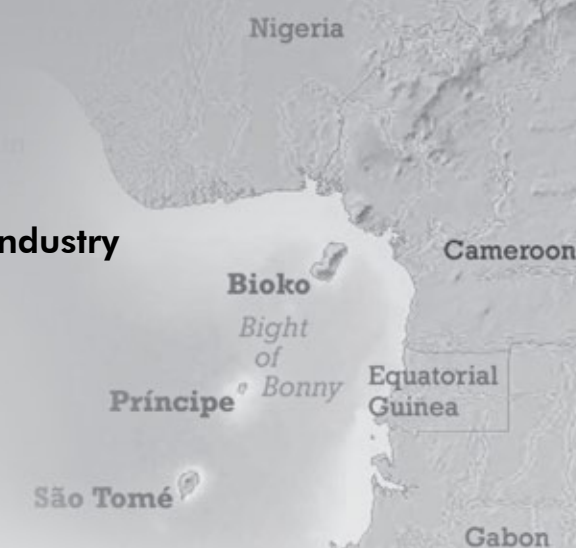 Nigeria
ndustry
Cameroon
Bioko
Bight
of
Bonny
Equatorial
Guinea
Príncipe
São Tomé
Gabon